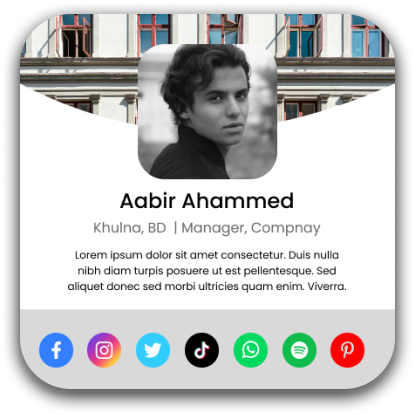 Aabir Ahammed
Khulna, BD | Manager, Compnay
Lorem ipsum dolor sit amet consectetur. Duis nulla
nibh diam turpis posuere ut est pellentesque. Sed
aliquet donec sed morbi ultricies quam enim. Viverra.